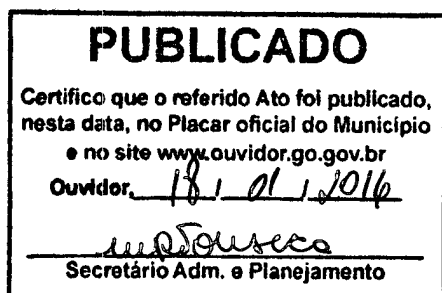 PUBLICADO
Certifico que o referido Ato foi publicado,
nesta data, no Placar oficial do Município
e no site www.ouvidor.go.gov.br
Ouvidor, 18 / 01 / 2016
Secretário Adm. e Planejamento